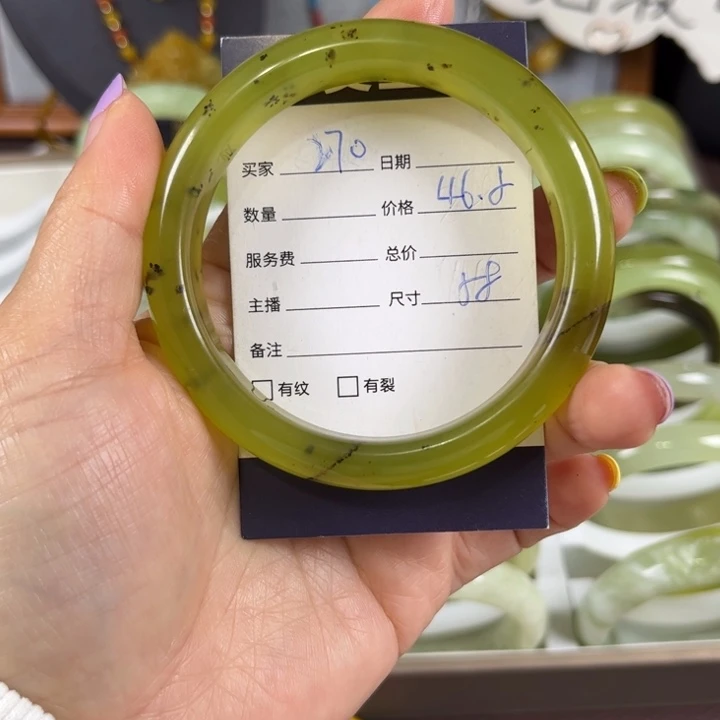 买家 270 日期
数量 价格 46.8
服务费 总价
主播 尺寸 58
备注
有纹 有裂